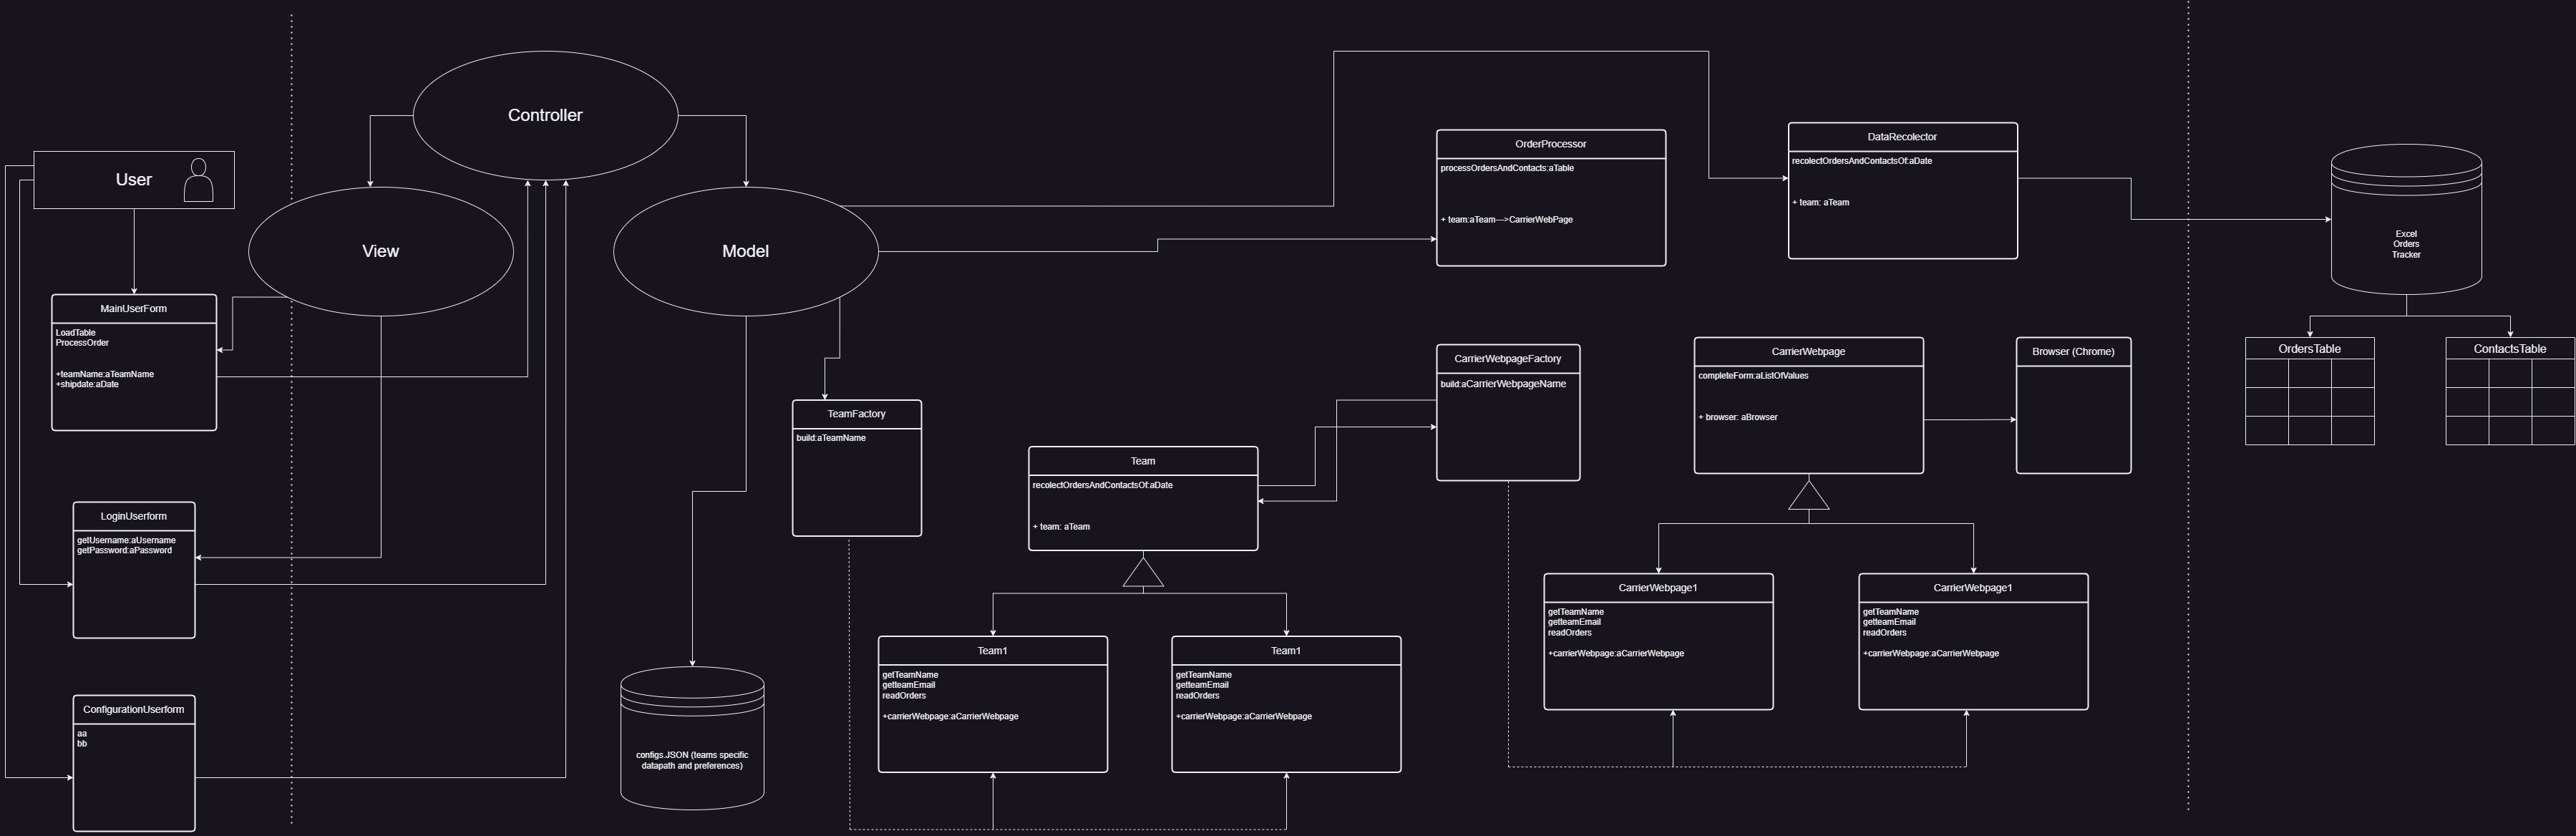 Controller
User
View
Model
MainUserForm
LoadTable
ProcessOrder
+teamName:aTeamName
+shipdate:aDate
LoginUserform
getUsername:aUsername
getPassword:aPassword
ConfigurationUserform
aa
bb
configs.JSON (teams specific
datapath and preferences)
TeamFactory
build:aTeamName
Team
recolectOrdersAndContactsOf:aDate
+ team: aTeam
Team1
getTeamName
getteamEmail
readOrders
+carrierWebpage:aCarrierWebpage
Team1
getTeamName
getteamEmail
readOrders
+carrierWebpage:aCarrierWebpage
OrderProcessor
processOrdersAndContacts:aTable
+ team:aTeam--->CarrierWebPage
DataRecolector
recolectOrdersAndContactsOf:aDate
+ team: aTeam
CarrierWebpageFactory
build:aCarrierWebpageName
CarrierWebpage
completeForm:aListOfValues
+ browser: aBrowser
Browser (Chrome)
CarrierWebpage1
getTeamName
getteamEmail
readOrders
+carrierWebpage:aCarrierWebpage
CarrierWebpage1
getTeamName
getteamEmail
readOrders
+carrierWebpage:aCarrierWebpage
Excel
Orders
Tracker
OrdersTable
ContactsTable